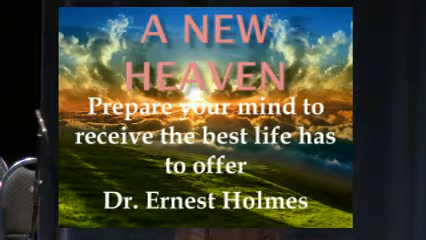 A NEW
HEAVEN
Prepare your mind to
receive the best life has
to offer
Dr. Ernest Holmes